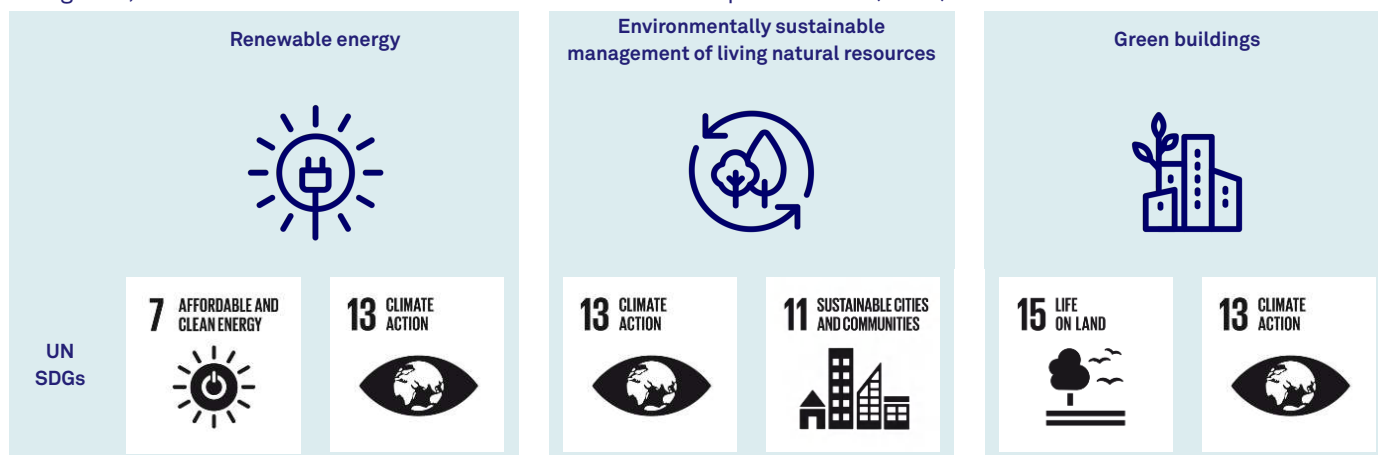 Renewable energy
Environmentally sustainable
management of living natural resources
Green buildings
7 AFFORDABLE AND
CLEAN ENERGY
13 CLIMATE
ACTION
13 CLIMATE
ACTION
11 SUSTAINABLE CITIES
AND COMMUNITIES
15 LIFE
ON LAND
13 CLIMATE
ACTION
UN
SDGs